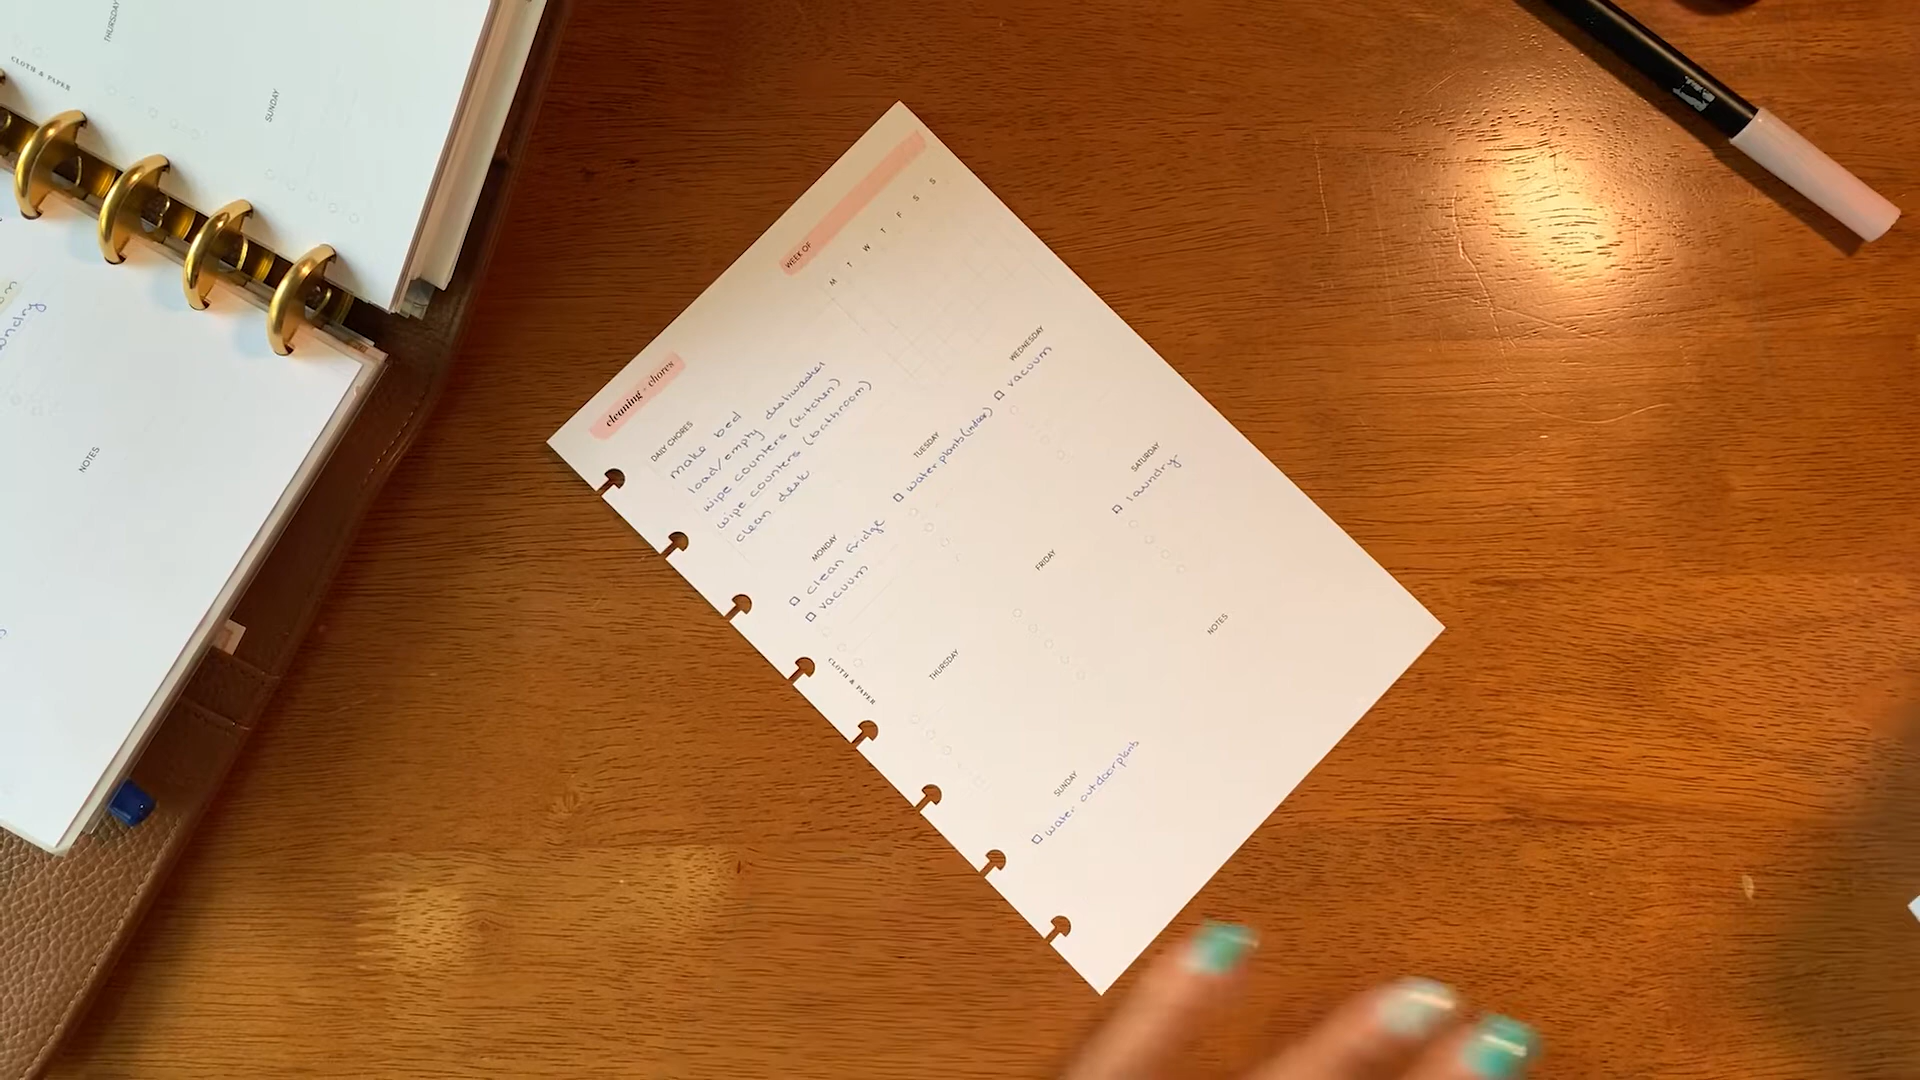 cleaning + chores
WEEK OF
M T W T F S S
DAILY CHORES
make bed
load/empty dishwasher
wipe counters (kitchen)
wipe counters (bathroom)
clean desk
MONDAY
clean fridge
vacuum
TUESDAY
water plants (indoor)
WEDNESDAY
vacuum
THURSDAY
FRIDAY
SATURDAY
laundry
SUNDAY
water outdoor plants
NOTES
CLOTH & PAPER
THURSDAY
CLOTH & PAPER
SUNDAY
NOTES